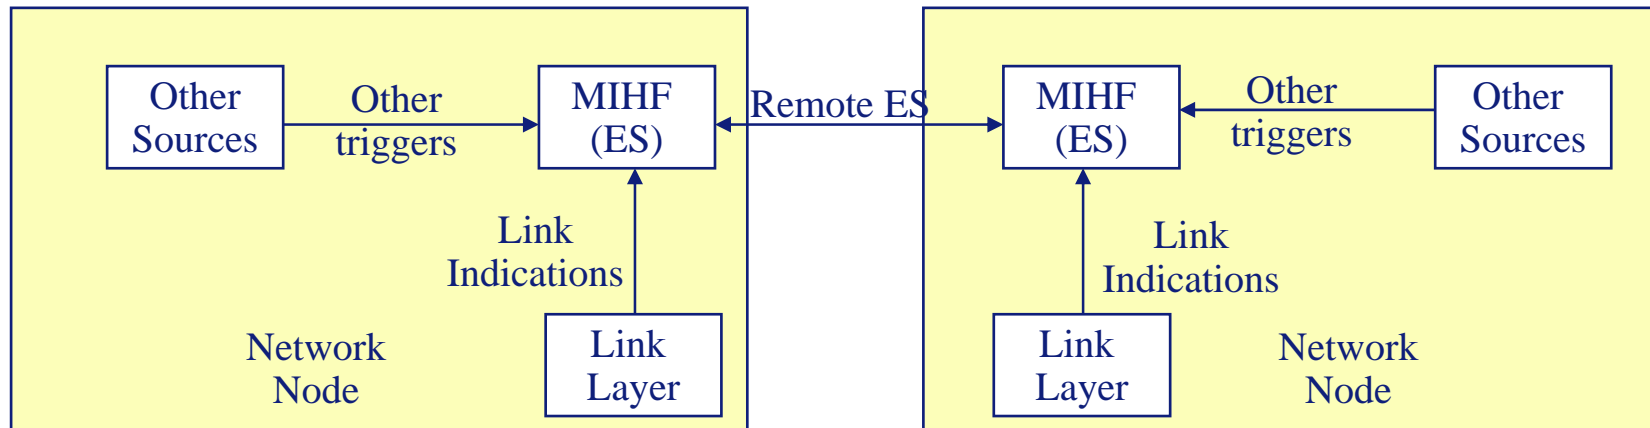 Other
Sources
Other
triggers
MIHF
(ES)
Remote ES
MIHF
(ES)
Other
triggers
Other
Sources
Link
Indications
Link
Indications
Network
Node
Link
Layer
Link
Layer
Network
Node